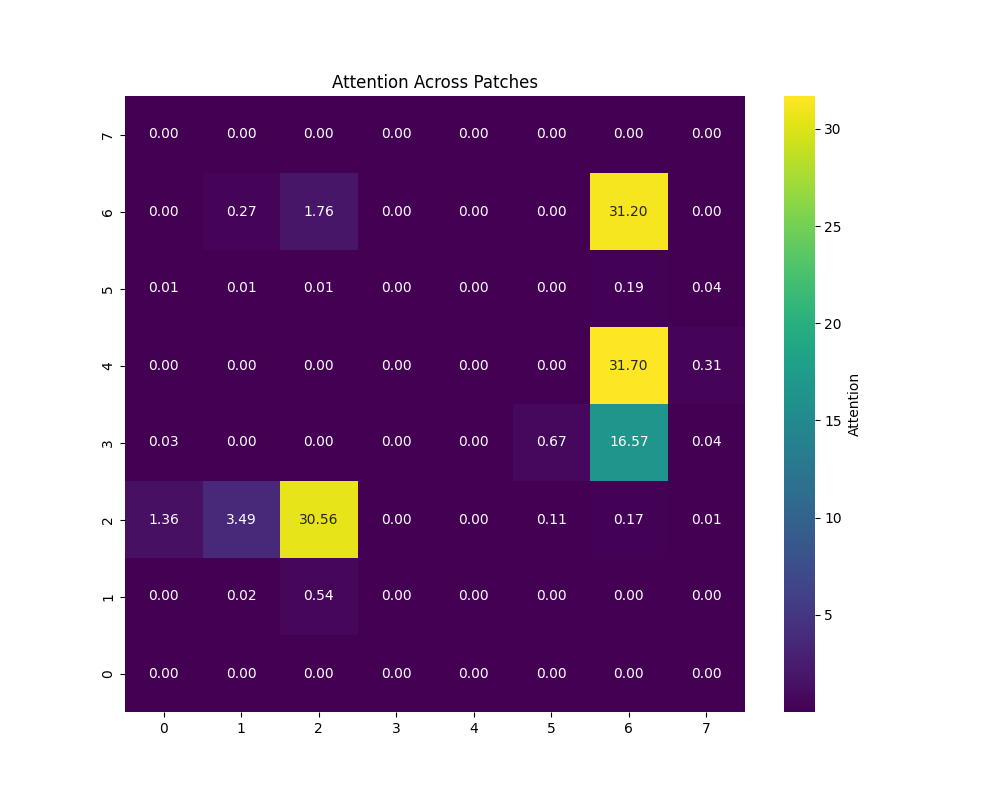 Attention Across Patches
7 0.00 0.00 0.00 0.00 0.00 0.00 0.00 0.00
6 0.00 0.27 1.76 0.00 0.00 0.00 31.20 0.00
5 0.01 0.01 0.01 0.00 0.00 0.00 0.19 0.04
4 0.00 0.00 0.00 0.00 0.00 0.00 31.70 0.31
3 0.03 0.00 0.00 0.00 0.00 0.67 16.57 0.04
2 1.36 3.49 30.56 0.00 0.00 0.11 0.17 0.01
1 0.00 0.02 0.54 0.00 0.00 0.00 0.00 0.00
0 0.00 0.00 0.00 0.00 0.00 0.00 0.00 0.00
0 1 2 3 4 5 6 7
30
25
20
15
10
5
Attention